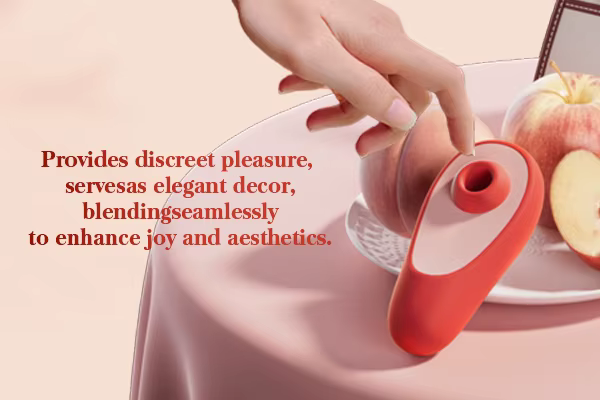 Provides discreet pleasure,
servesas elegant decor,
blendingseamlessly
to enhance joy and aesthetics.